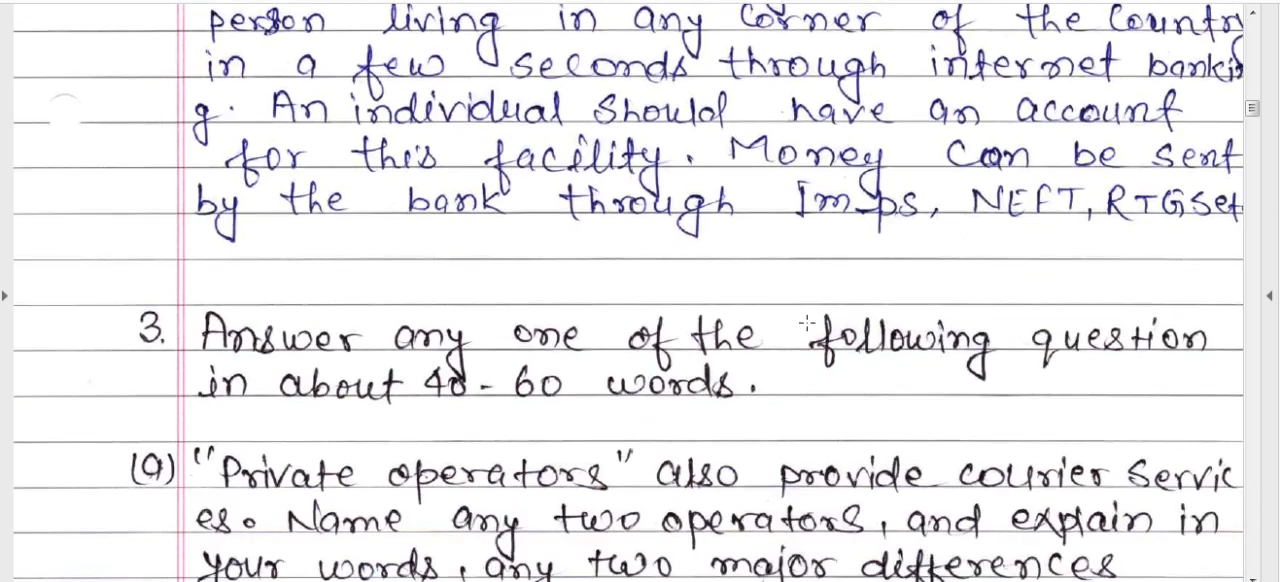 person living in any corner of the Country
in a few seconds through internet bankin
g. An individual should have an account
for this facility. Money Can be sent
by the bank through Imps, NEFT, RTGSet
3. Answer any one of the following question
in about 40 - 60 words.
(a) "Private operators" also provide courier Servic
es. Name any two operators, and explain in
your words, any two major differences